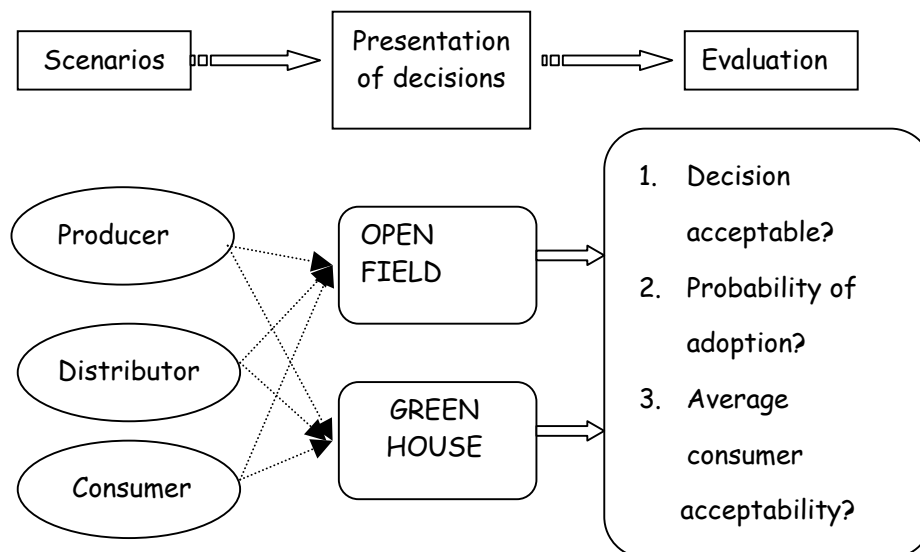 Scenarios
Presentation
of decisions
Evaluation
Producer
Distributor
Consumer
OPEN
FIELD
GREEN
HOUSE
1. Decision
acceptable?
2. Probability of
adoption?
3. Average
consumer
acceptability?